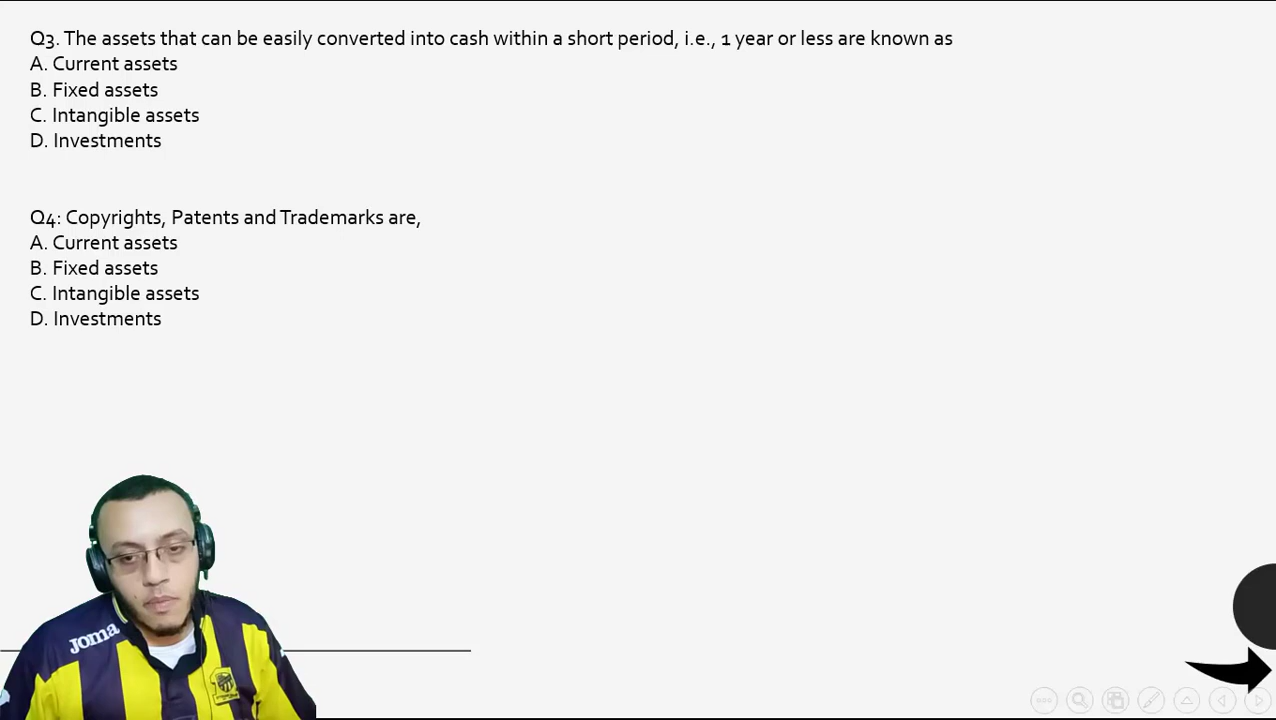 Q3. The assets that can be easily converted into cash within a short period, i.e., 1 year or less are known as
A. Current assets
B. Fixed assets
C. Intangible assets
D. Investments
Q4: Copyrights, Patents and Trademarks are,
A. Current assets
B. Fixed assets
C. Intangible assets
D. Investments
Joma